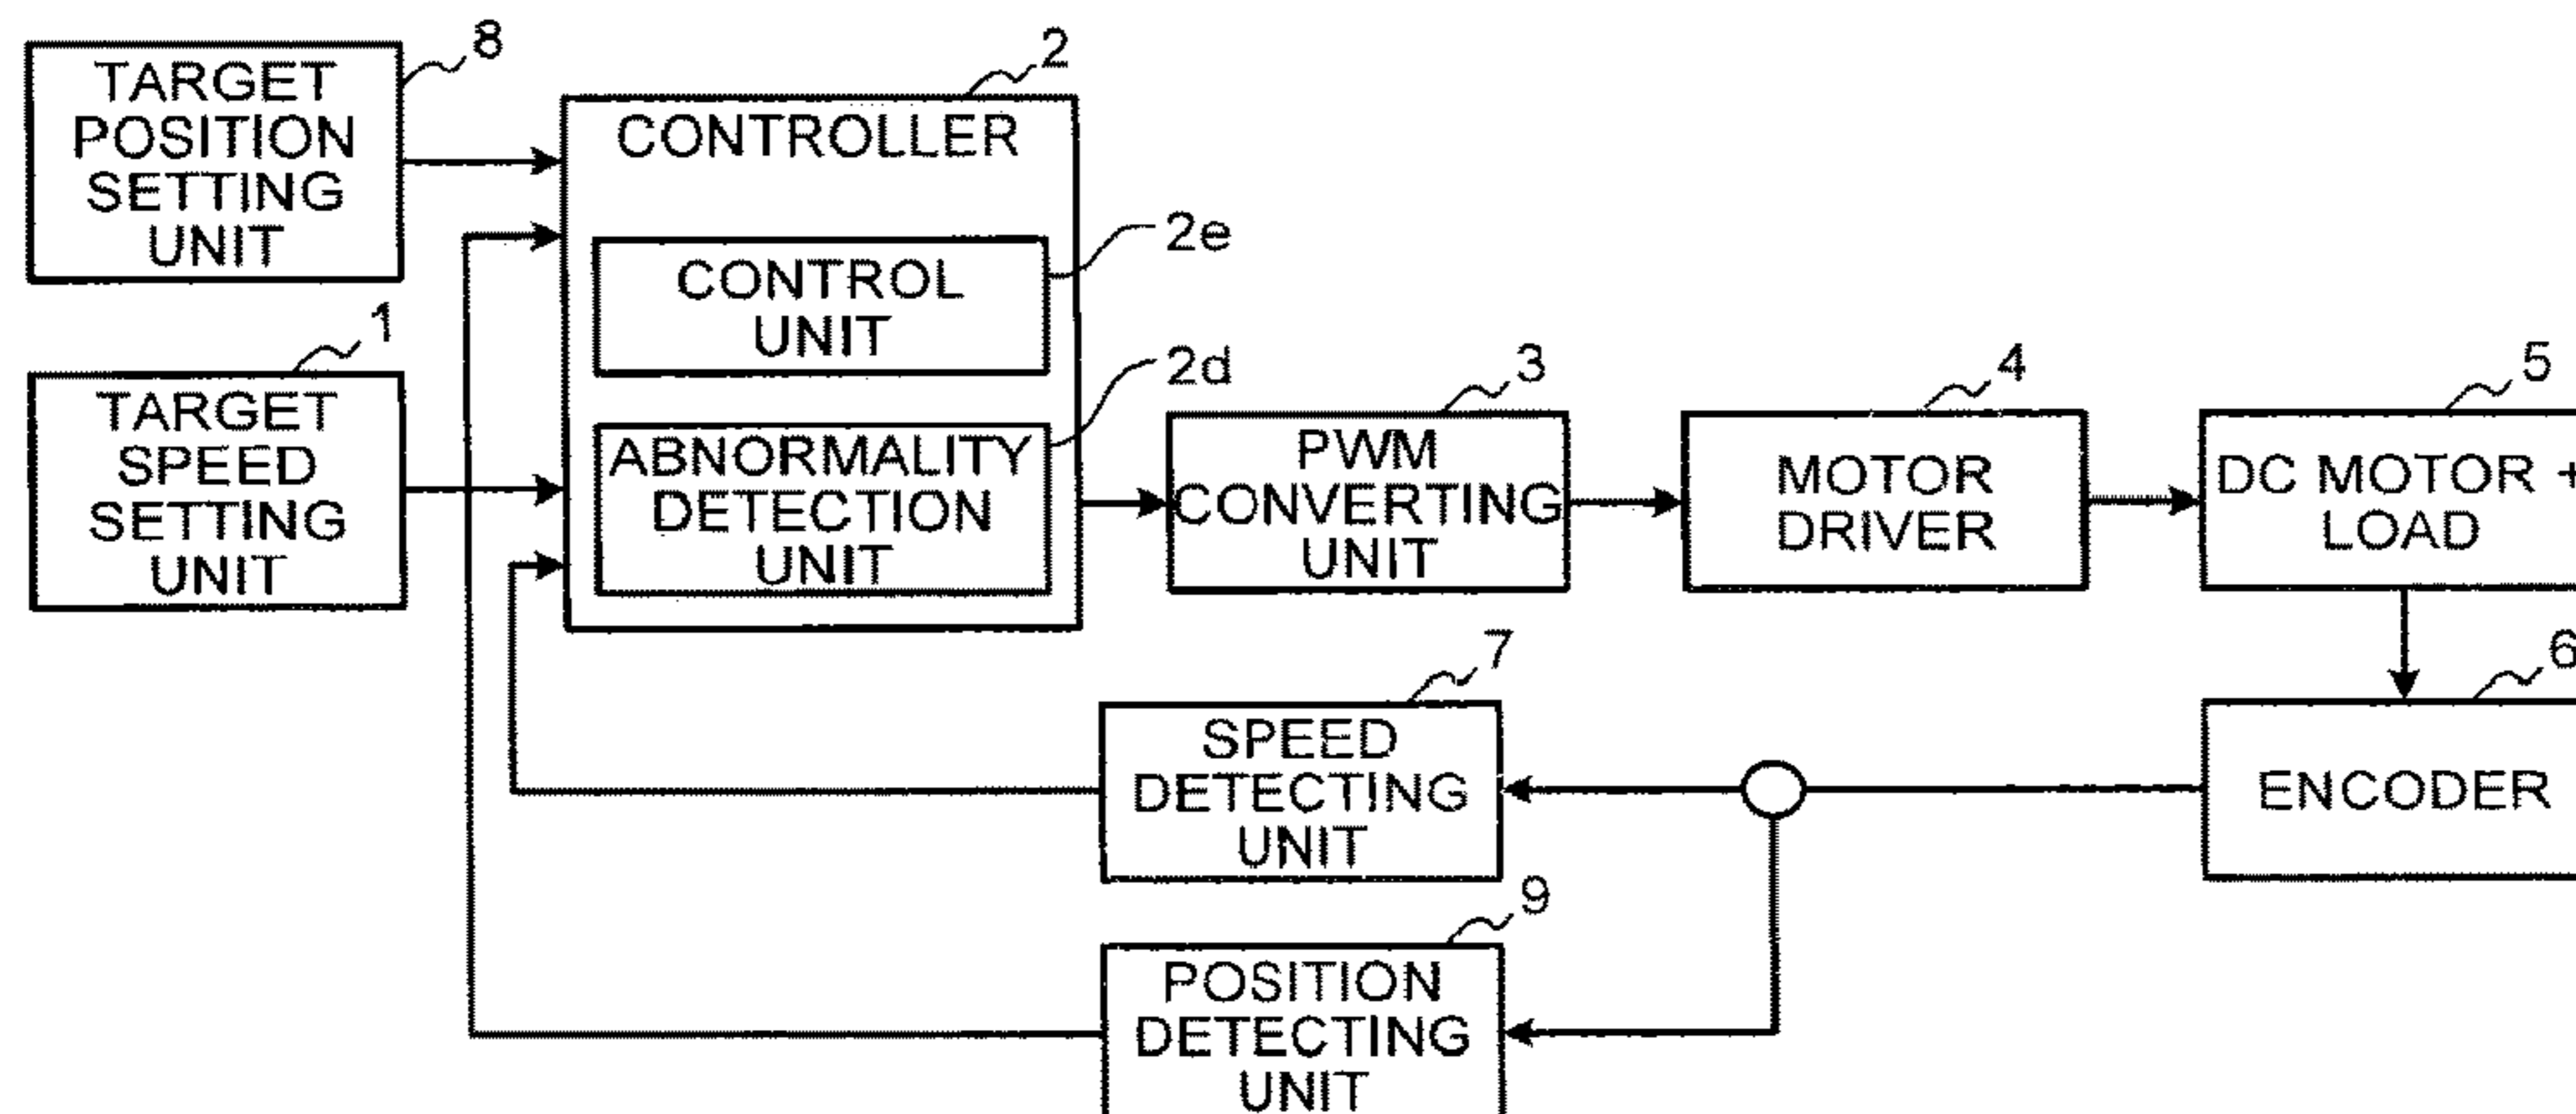 8
TARGET
POSITION
SETTING
UNIT
2
CONTROLLER
2e
CONTROL
UNIT
1
TARGET
SPEED
SETTING
UNIT
2d
ABNORMALITY
DETECTION
UNIT
3
PWM
CONVERTING
UNIT
4
MOTOR
DRIVER
5
DC MOTOR +
LOAD
6
ENCODER
7
SPEED
DETECTING
UNIT
9
POSITION
DETECTING
UNIT